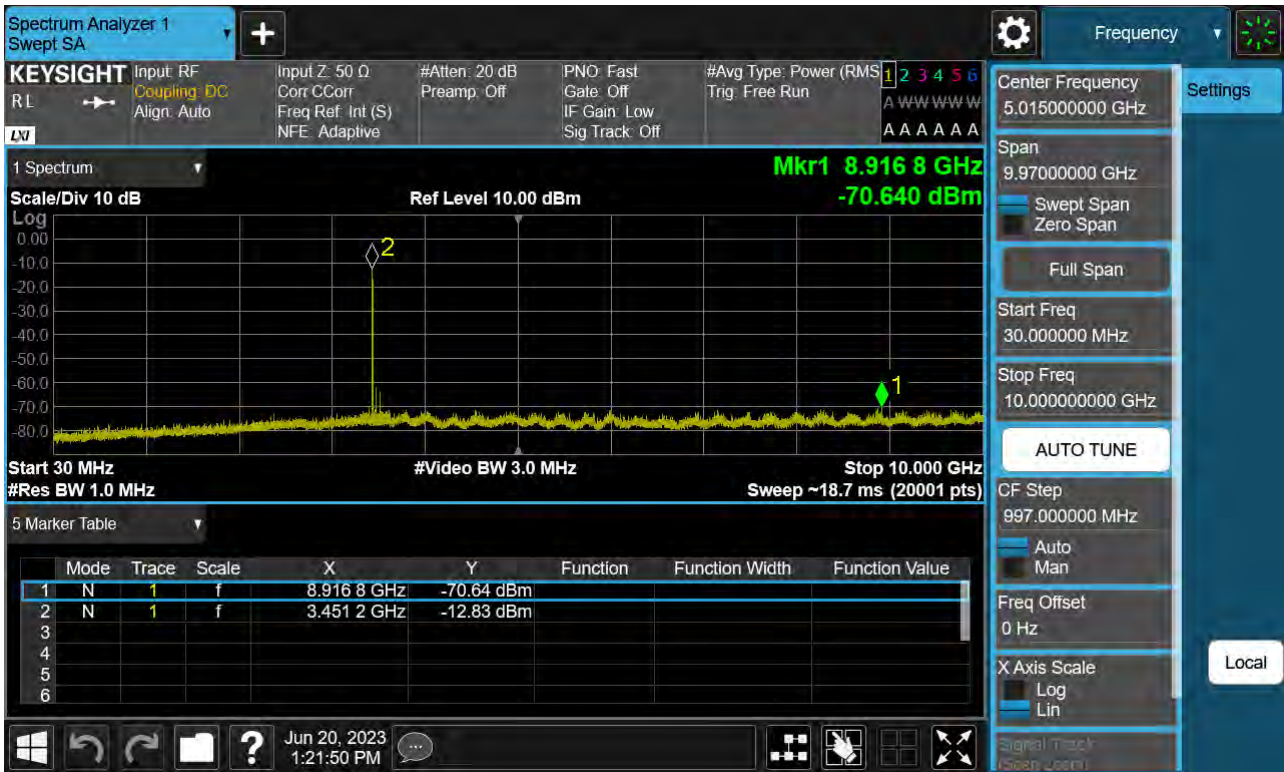 Spectrum Analyzer 1
Swept SA
+
Frequency
KEYSIGHT
RL
LXI
Input: RF
Coupling: DC
Align: Auto
Input Z: 50 Ω
Corr CCorr
Freq Ref: Int (S)
NFE: Adaptive
#Atten: 20 dB
Preamp: Off
PNO: Fast
Gate: Off
IF Gain: Low
Sig Track: Off
#Avg Type: Power (RMS
Trig: Free Run
1 2 3 4 5 6
A W W W W W
A A A A A A
1 Spectrum
Scale/Div 10 dB
Ref Level 10.00 dBm
Mkr1 8.916 8 GHz
-70.640 dBm
Log
0.00
-10.0
-20.0
-30.0
-40.0
-50.0
-60.0
-70.0
-80.0
2
1
Start 30 MHz
#Res BW 1.0 MHz
#Video BW 3.0 MHz
Stop 10.000 GHz
Sweep ~18.7 ms (20001 pts)
5 Marker Table
Mode Trace Scale X Y Function Function Width Function Value
1 N 1 f 8.916 8 GHz -70.64 dBm
2 N 1 f 3.451 2 GHz -12.83 dBm
3
4
5
6
Center Frequency
5.015000000 GHz
Span
9.97000000 GHz
Swept Span
Zero Span
Full Span
Start Freq
30.000000 MHz
Stop Freq
10.000000000 GHz
AUTO TUNE
CF Step
997.000000 MHz
Auto
Man
Freq Offset
0 Hz
X Axis Scale
Log
Lin
Signal Track
(Span Zoom)
Settings
Local
?
Jun 20, 2023
1:21:50 PM